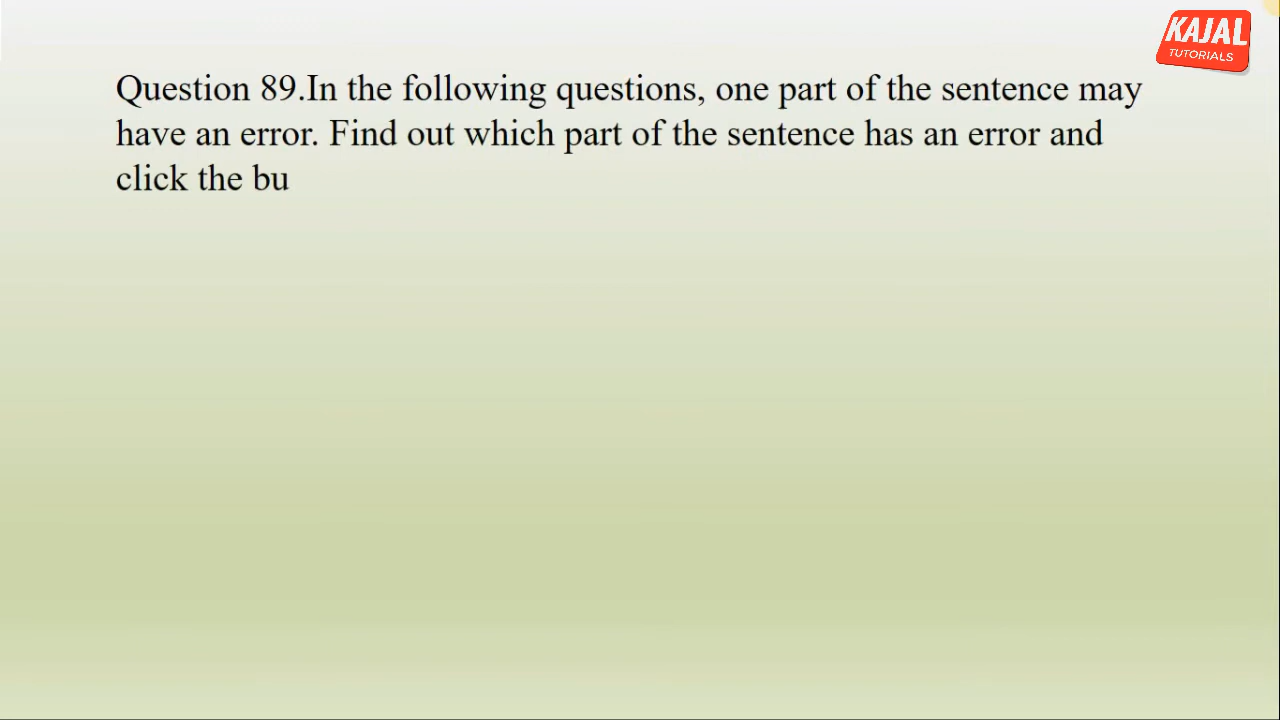 KAJAL
TUTORIALS
Question 89.In the following questions, one part of the sentence may
have an error. Find out which part of the sentence has an error and
click the bu